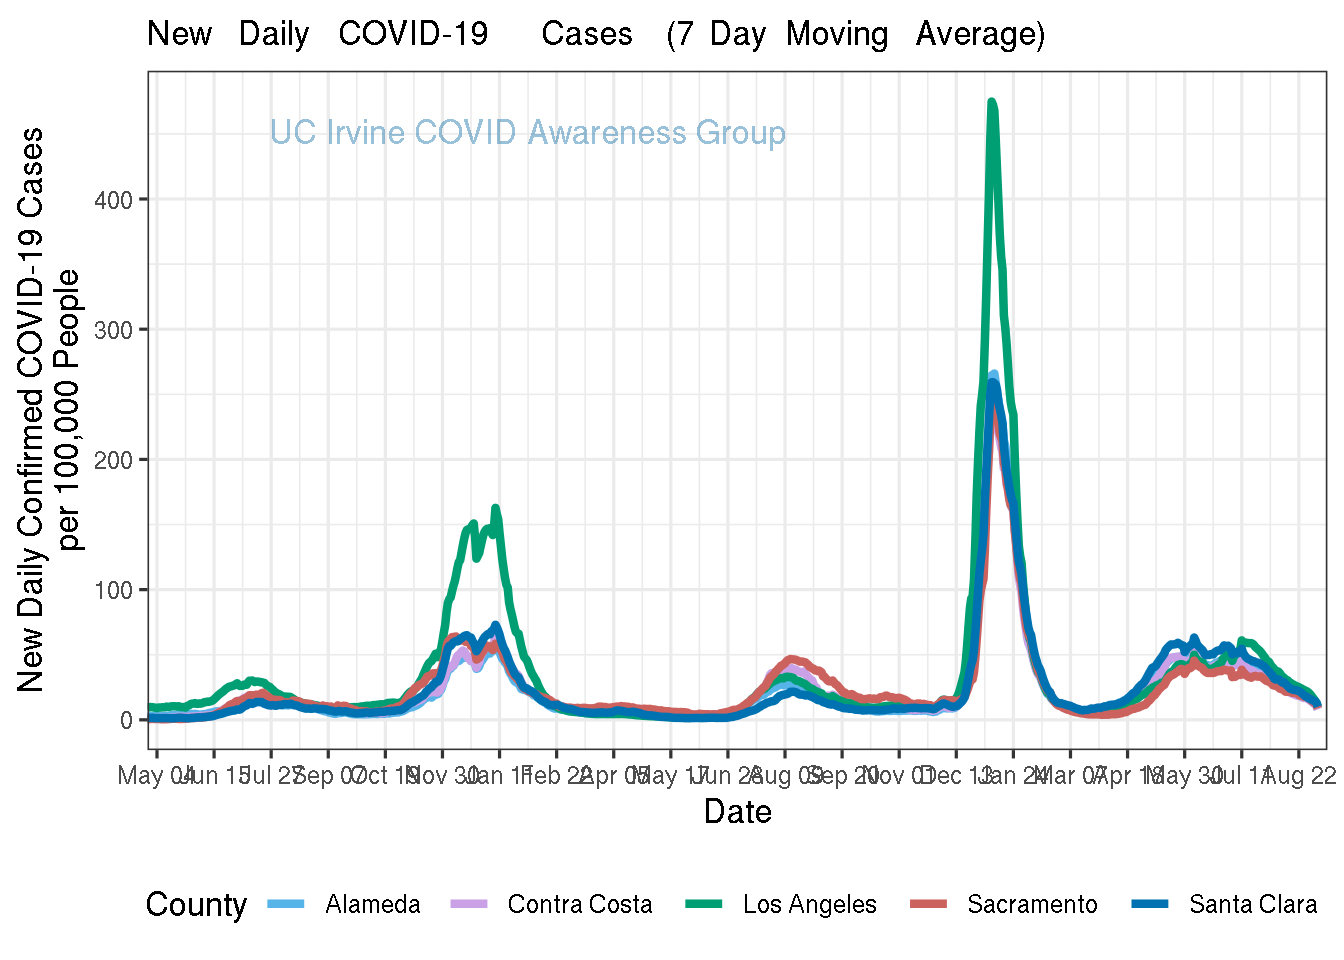 New Daily COVID-19 Cases (7 Day Moving Average)
UC Irvine COVID Awareness Group
New Daily Confirmed COVID-19 Cases
per 100,000 People
400
300
200
100
0
May 04 Jun 15 Jul 27 Sep 07 Oct 19 Nov 30 Jan 11 Feb 22 Apr 05 May 17 Jun 28 Aug 09 Sep 20 Nov 01 Dec 13 Jan 24 Mar 07 Apr 18 May 30 Jul 11 Aug 22
Date
County Alameda Contra Costa Los Angeles Sacramento Santa Clara